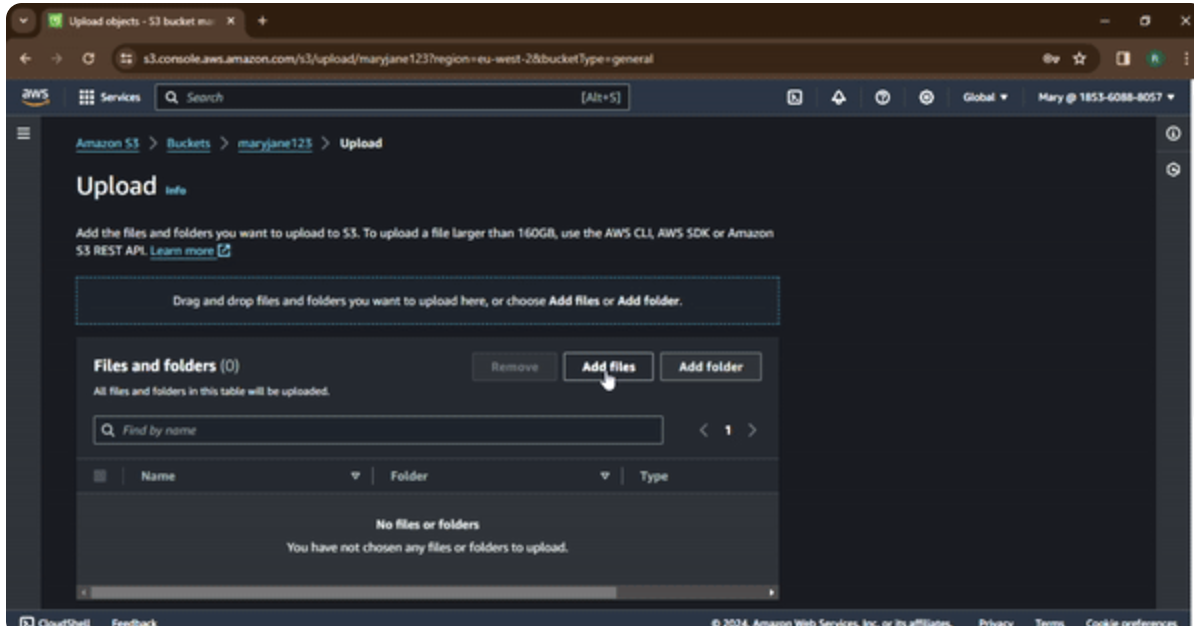 Upload objects - S3 bucket mar
s3.console.aws.amazon.com/s3/upload/maryjane123?region=eu-west-2&bucketType=general
R
aws
Services
Search
[Alt+S]
Global
Mary @ 1853-6088-8057
Amazon S3 > Buckets > maryjane123 > Upload
Upload Info
Add the files and folders you want to upload to S3. To upload a file larger than 160GB, use the AWS CLI, AWS SDK or Amazon
S3 REST API. Learn more
Drag and drop files and folders you want to upload here, or choose Add files or Add folder.
Files and folders (0)
Remove
Add files
Add folder
All files and folders in this table will be uploaded.
Find by name
1
Name
Folder
Type
No files or folders
You have not chosen any files or folders to upload.
CloudShell
Feedback
© 2024, Amazon Web Services, Inc. or its affiliates.
Privacy
Terms
Cookie preferences